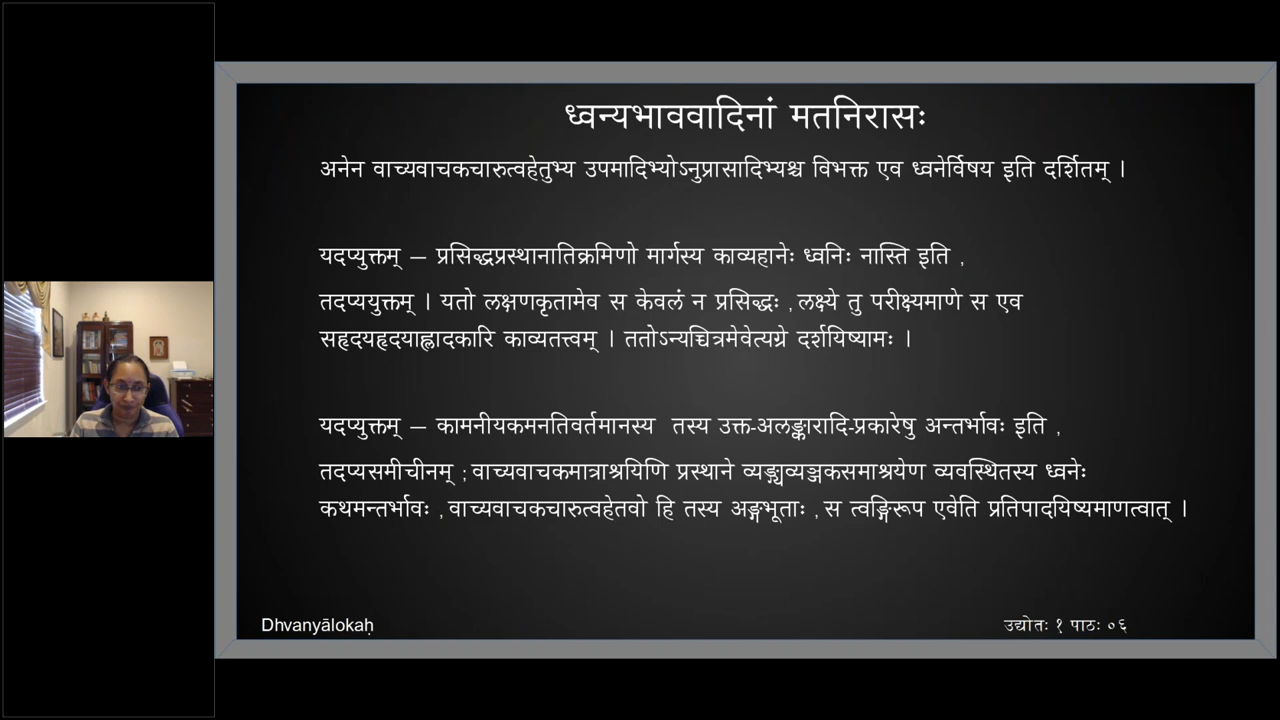 ध्वन्यभाववादिनां मतनिरासः
अनेन वाच्यवाचकचारुत्वहेतुभ्य उपमादिभ्योऽनुप्रासादिभ्यश्च विभक्त एव ध्वनेर्विषय इति दर्शितम् ।
यदप्युक्तम् – प्रसिद्धप्रस्थानातिक्रमिणो मार्गस्य काव्यहानेः ध्वनिः नास्ति इति ,
तदप्ययुक्तम् । यतो लक्षणकृतामेव स केवलं न प्रसिद्धः , लक्ष्ये तु परीक्ष्यमाणे स एव
सहृदयहृदयाह्लादकारि काव्यतत्त्वम् । ततोऽन्यच्चित्रमेवेत्यग्रे दर्शयिष्यामः ।
यदप्युक्तम् – कामनीयकमनतिवर्तमानस्य तस्य उक्त-अलङ्कारादि-प्रकारेषु अन्तर्भावः इति ,
तदप्यसमीचीनम् ; वाच्यवाचकमात्राश्रयिणि प्रस्थाने व्यङ्ग्यव्यञ्जकसमाश्रयेण व्यवस्थितस्य ध्वनेः
कथमन्तर्भावः , वाच्यवाचकचारुत्वहेतवो हि तस्य अङ्गभूताः , स त्वङ्गिरूप एवेति प्रतिपादयिष्यमाणत्वात् ।
Dhvanyālokaḥ
उद्योतः १ पाठः ०६